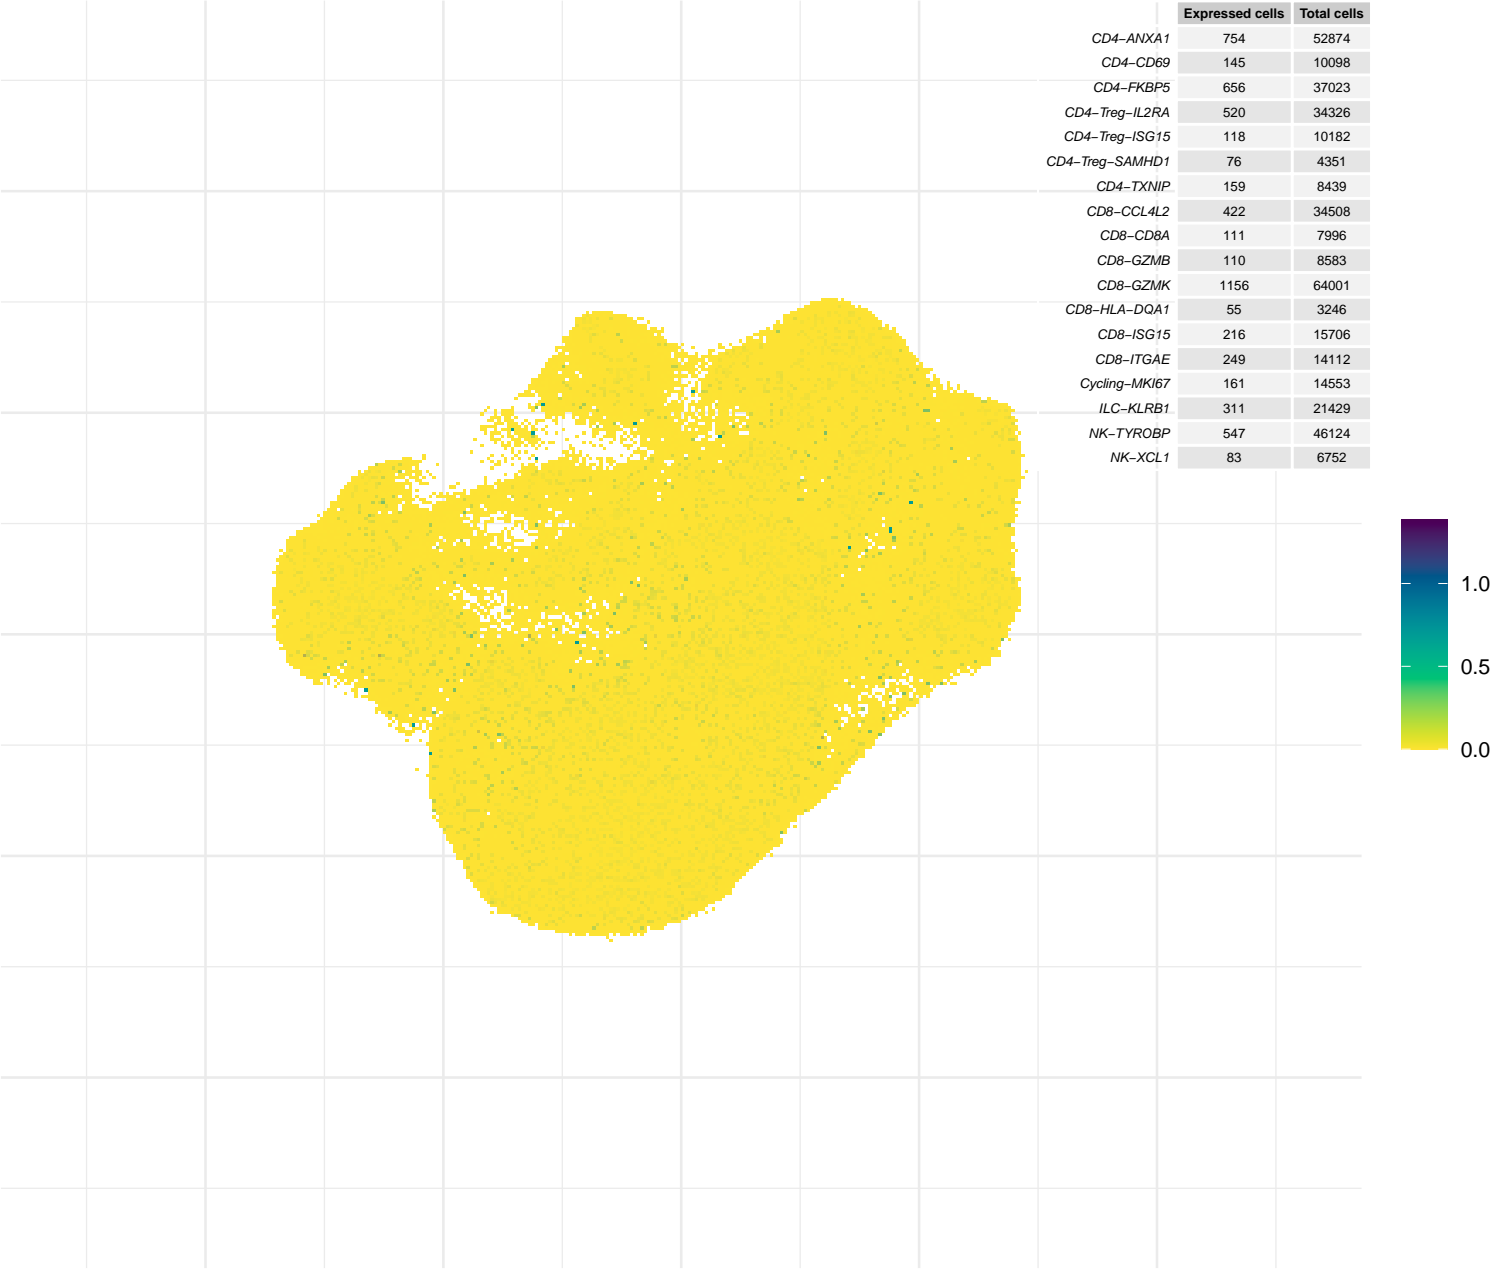 Expressed cells Total cells
CD4−ANXA1 754 52874
CD4−CD69 145 10098
CD4−FKBP5 656 37023
CD4−Treg−IL2RA 520 34326
CD4−Treg−ISG15 118 10182
CD4−Treg−SAMHD1 76 4351
CD4−TXNIP 159 8439
CD8−CCL4L2 422 34508
CD8−CD8A 111 7996
CD8−GZMB 110 8583
CD8−GZMK 1156 64001
CD8−HLA−DQA1 55 3246
CD8−ISG15 216 15706
CD8−ITGAE 249 14112
Cycling−MKI67 161 14553
ILC−KLRB1 311 21429
NK−TYROBP 547 46124
NK−XCL1 83 6752
1.0
0.5
0.0